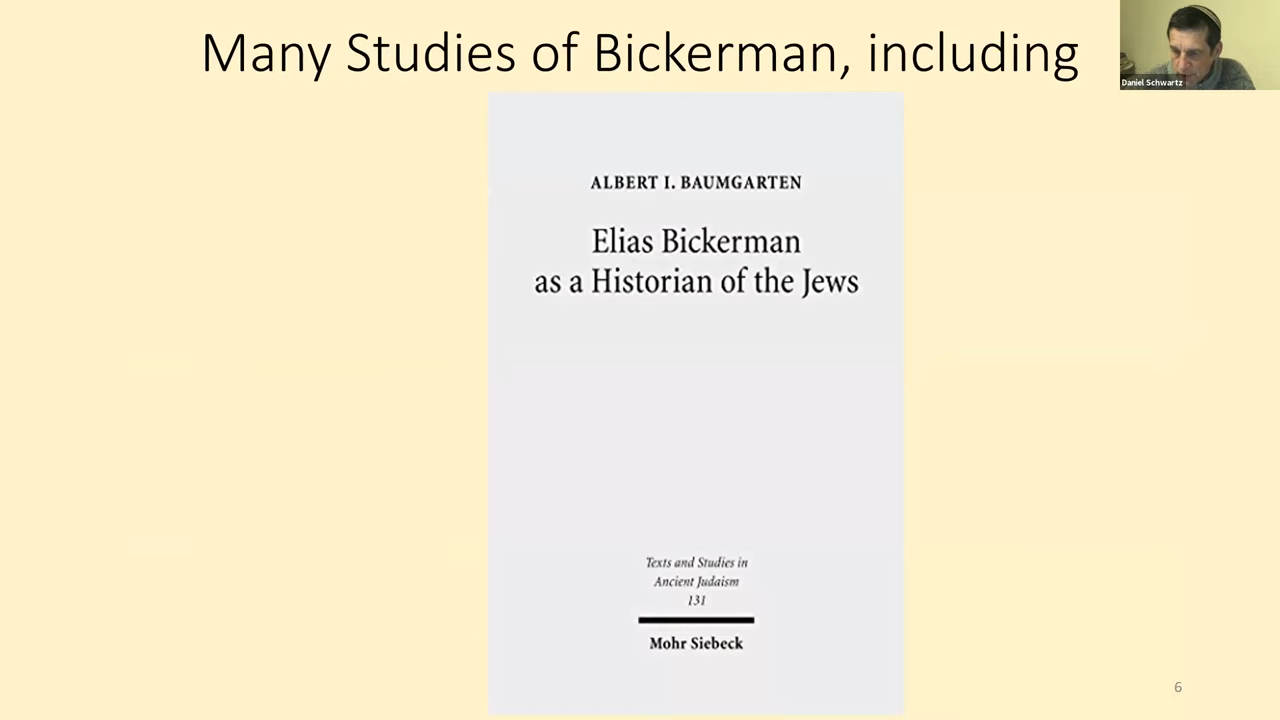 Many Studies of Bickerman, including
Daniel Schwartz
ALBERT I. BAUMGARTEN
Elias Bickerman
as a Historian of the Jews
Texts and Studies in
Ancient Judaism
131
Mohr Siebeck
6